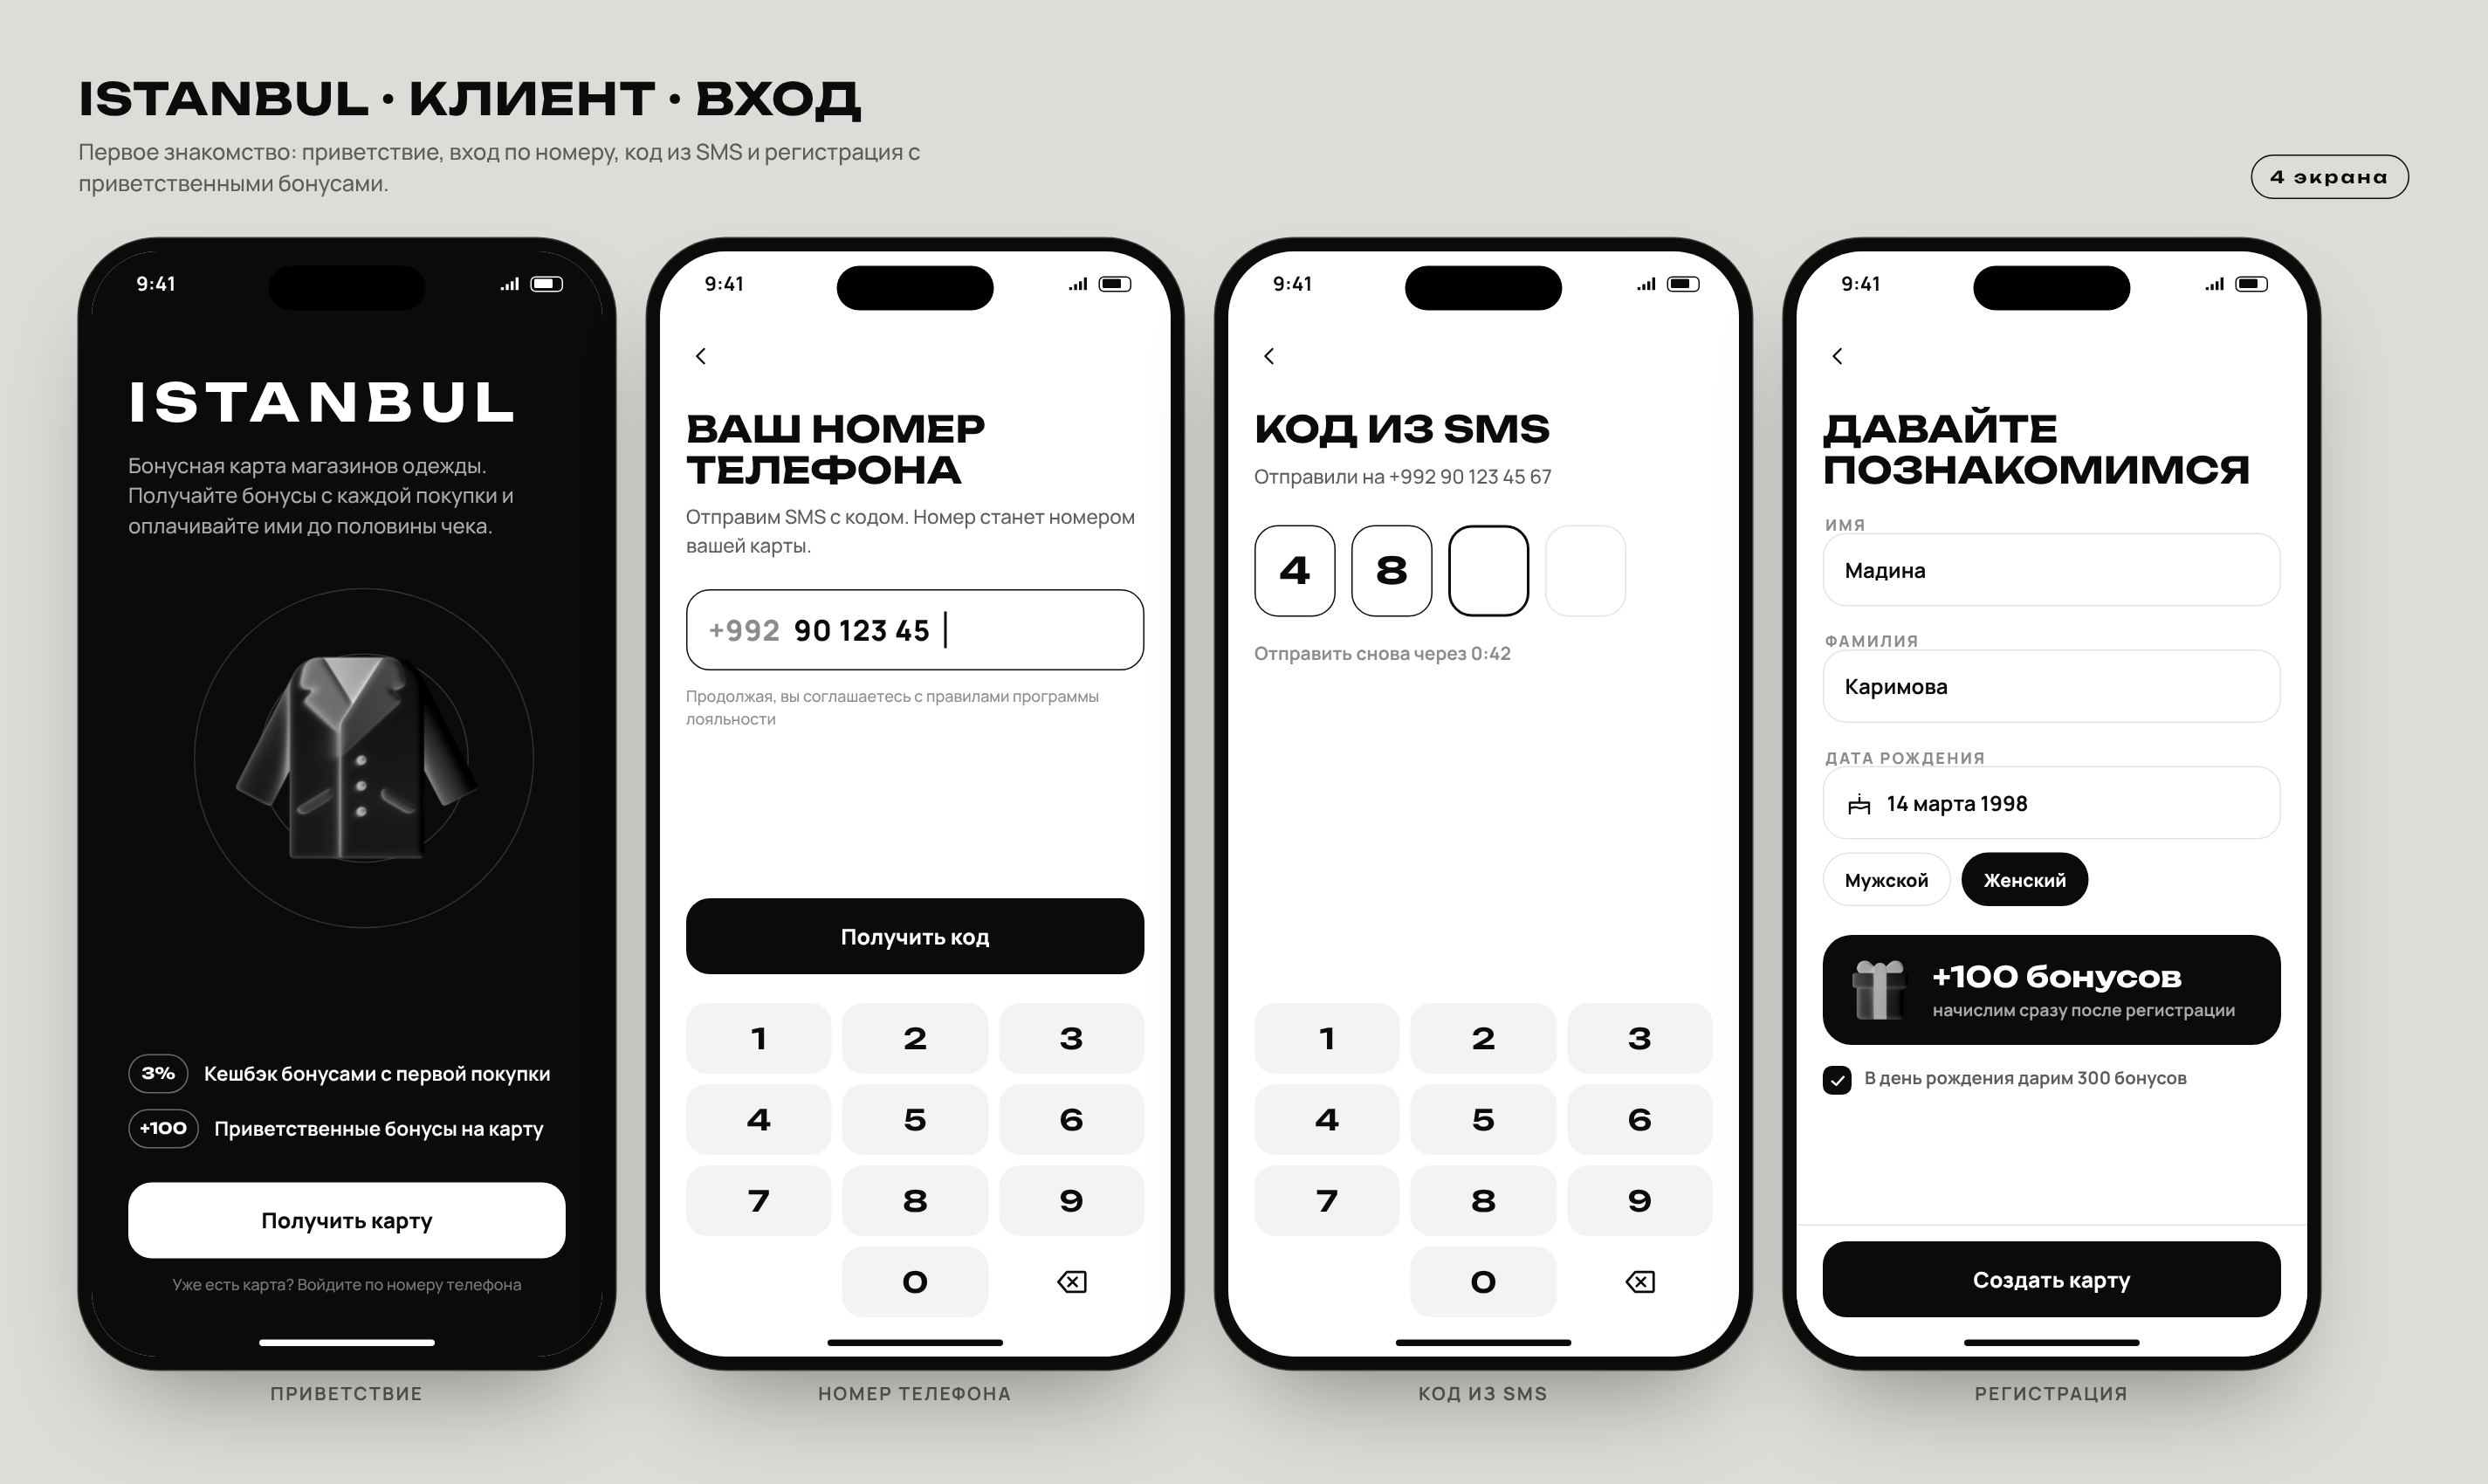 ISTANBUL · КЛИЕНТ · ВХОД
Первое знакомство: приветствие, вход по номеру, код из SMS и регистрация с
приветственными бонусами.
4 экрана
9:41
ISTANBUL
Бонусная карта магазинов одежды.
Получайте бонусы с каждой покупки и
оплачивайте ими до половины чека.
3% Кешбэк бонусами с первой покупки
+100 Приветственные бонусы на карту
Получить карту
Уже есть карта? Войдите по номеру телефона
ПРИВЕТСТВИЕ
9:41
ВАШ НОМЕР
ТЕЛЕФОНА
Отправим SMS с кодом. Номер станет номером
вашей карты.
+992 90 123 45
Продолжая, вы соглашаетесь с правилами программы
лояльности
Получить код
1 2 3
4 5 6
7 8 9
0
НОМЕР ТЕЛЕФОНА
9:41
КОД ИЗ SMS
Отправили на +992 90 123 45 67
4 8
Отправить снова через 0:42
1 2 3
4 5 6
7 8 9
0
КОД ИЗ SMS
9:41
ДАВАЙТЕ
ПОЗНАКОМИМСЯ
ИМЯ
Мадина
ФАМИЛИЯ
Каримова
ДАТА РОЖДЕНИЯ
14 марта 1998
Мужской Женский
+100 бонусов
начислим сразу после регистрации
В день рождения дарим 300 бонусов
Создать карту
РЕГИСТРАЦИЯ